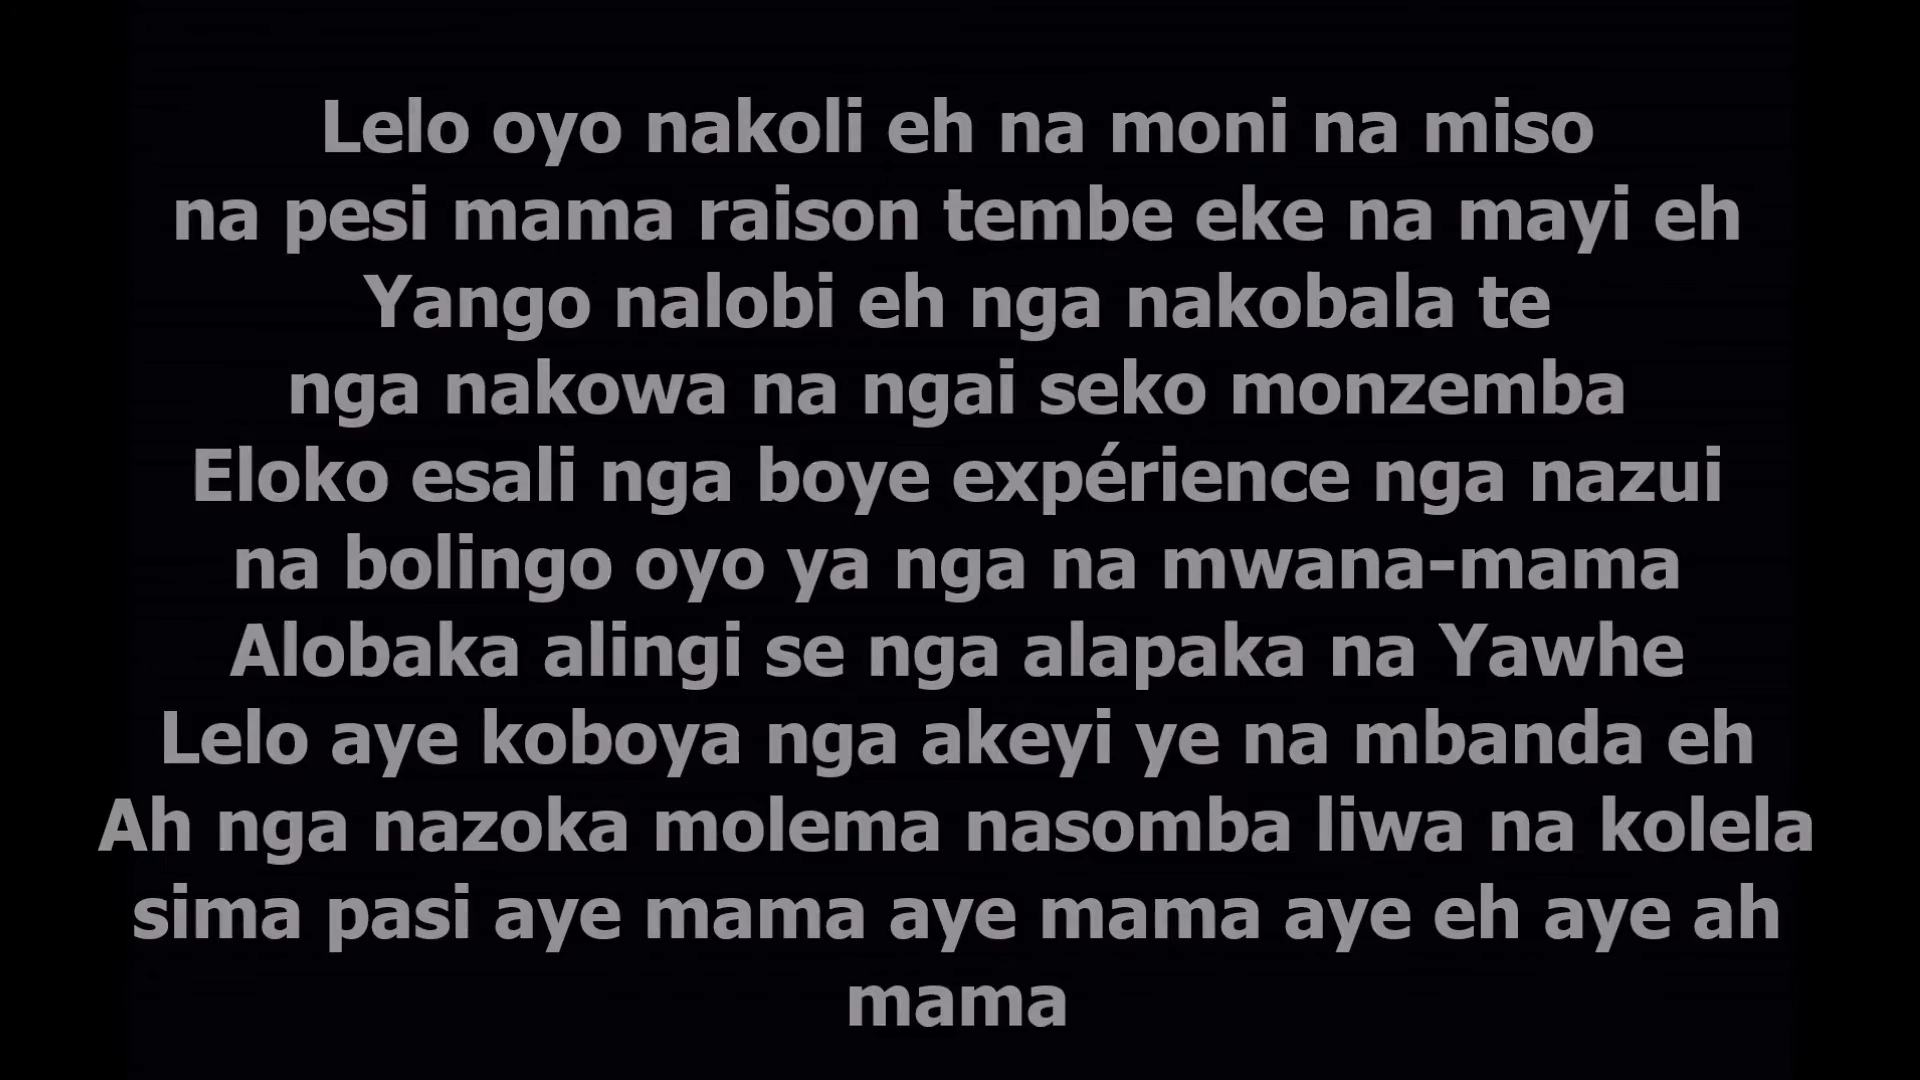 Lelo oyo nakoli eh na moni na miso
na pesi mama raison tembe eke na mayi eh
Yango nalobi eh nga nakobala te
nga nakowa na ngai seko monzemba
Eloko esali nga boye expérience nga nazui
na bolingo oyo ya nga na mwana-mama
Alobaka alingi se nga alapaka na Yawhe
Lelo aye koboya nga akeyi ye na mbanda eh
Ah nga nazoka molema nasomba liwa na kolela
sima pasi aye mama aye mama aye eh aye ah
mama